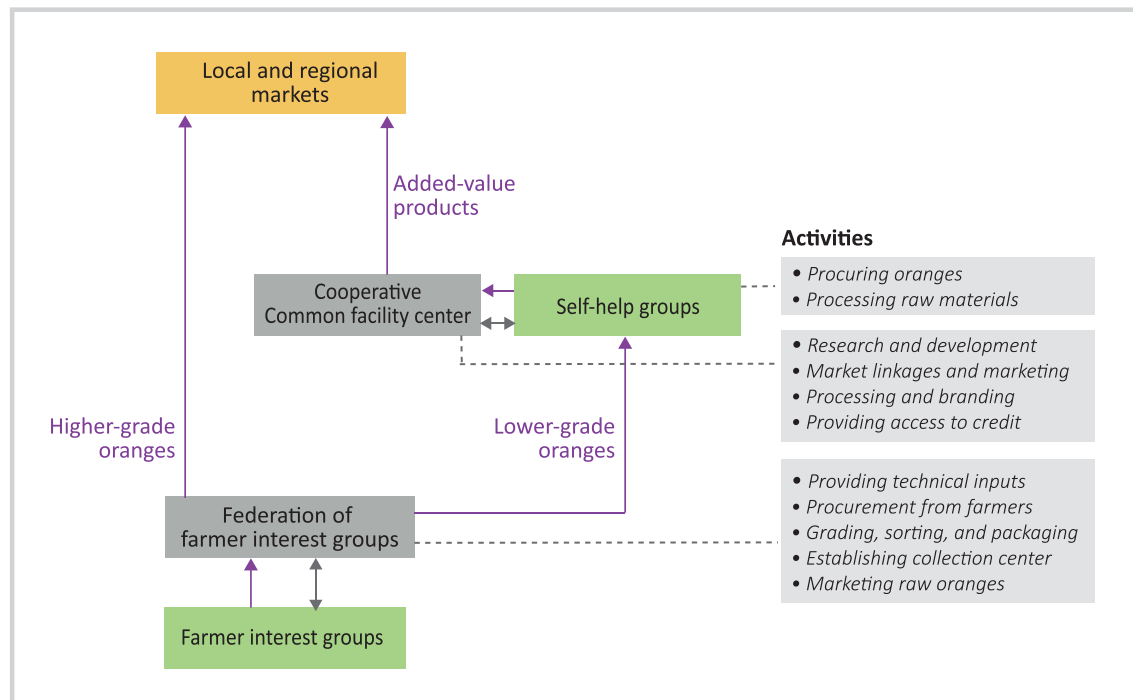 Local and regional
markets
Added-value
products
Activities
• Procuring oranges
• Processing raw materials
Cooperative
Common facility center
Self-help groups
• Research and development
• Market linkages and marketing
• Processing and branding
• Providing access to credit
Higher-grade
oranges
Lower-grade
oranges
• Providing technical inputs
• Procurement from farmers
• Grading, sorting, and packaging
• Establishing collection center
• Marketing raw oranges
Federation of
farmer interest groups
Farmer interest groups